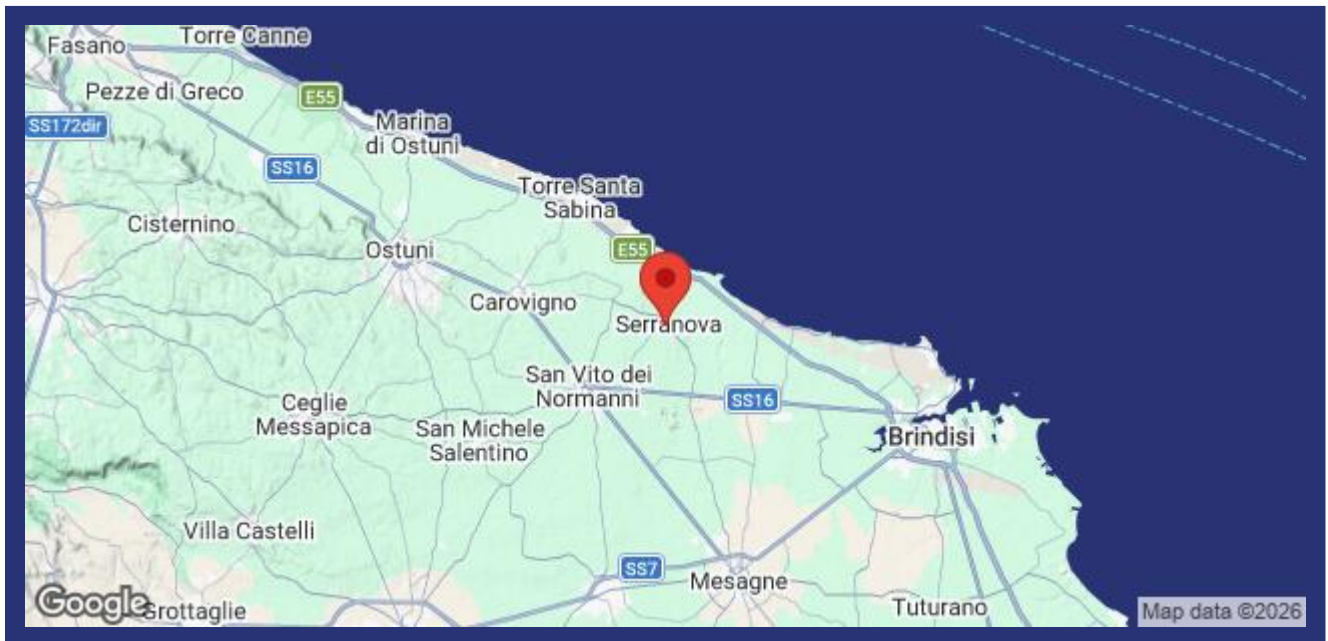 Torre Canne
Fasano
Pezze di Greco
E55
SS172dir
Marina
di Ostuni
SS16
Torre Santa
Sabina
Cisternino
Ostuni
E55
Carovigno
Serranova
San Vito dei
Normanni
SS16
Ceglie
Messapica
San Michele
Salentino
Brindisi
Villa Castelli
SS7
Mesagne
Google
Grottaglie
Tuturano
Map data ©2026